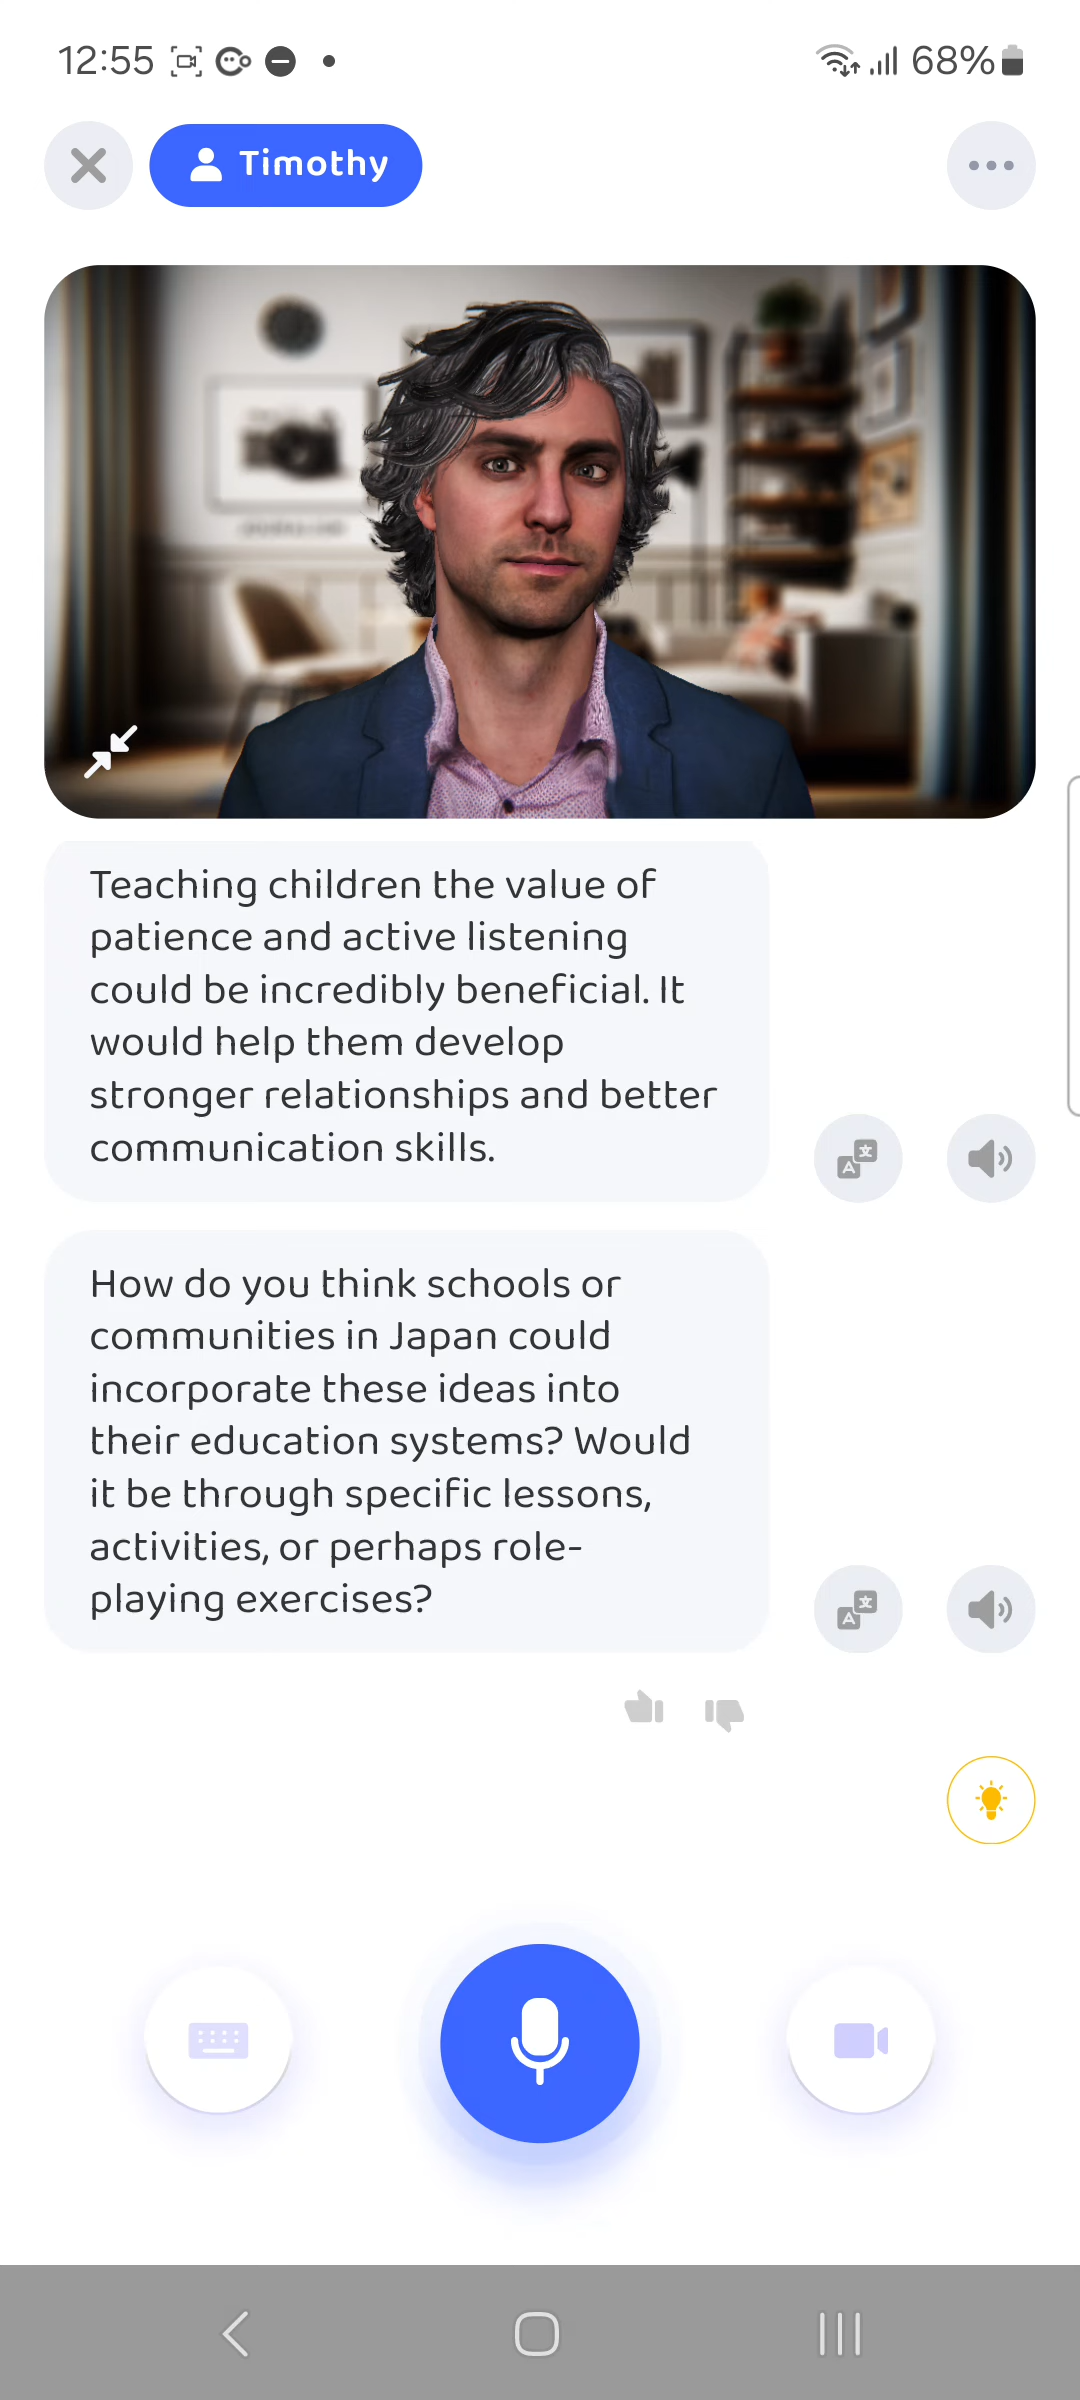 12:55 68%
Timothy
Teaching children the value of
patience and active listening
could be incredibly beneficial. It
would help them develop
stronger relationships and better
communication skills.
How do you think schools or
communities in Japan could
incorporate these ideas into
their education systems? Would
it be through specific lessons,
activities, or perhaps role-
playing exercises?